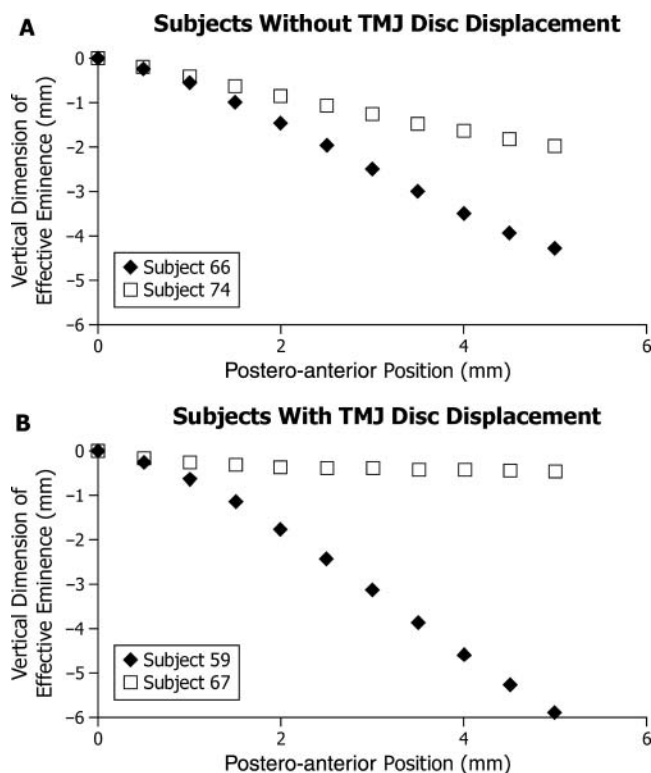 A
Subjects Without TMJ Disc Displacement
Vertical Dimension of
Effective Eminence (mm)
0
−1
−2
−3
−4
−5
−6
Subject 66
Subject 74
0
2
4
6
Postero-anterior Position (mm)
B
Subjects With TMJ Disc Displacement
Vertical Dimension of
Effective Eminence (mm)
0
−1
−2
−3
−4
−5
−6
Subject 59
Subject 67
0
2
4
6
Postero-anterior Position (mm)